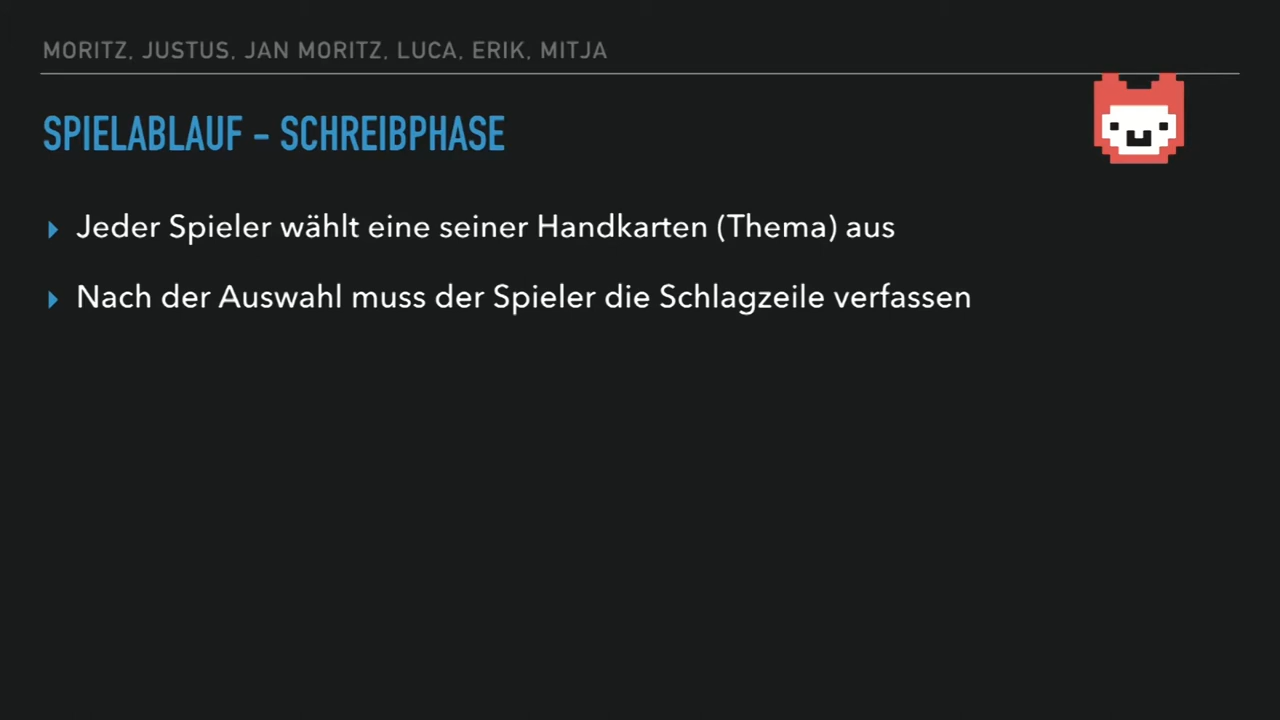 MORITZ, JUSTUS, JAN MORITZ, LUCA, ERIK, MITJA
SPIELABLAUF – SCHREIBPHASE
Jeder Spieler wählt eine seiner Handkarten (Thema) aus
Nach der Auswahl muss der Spieler die Schlagzeile verfassen